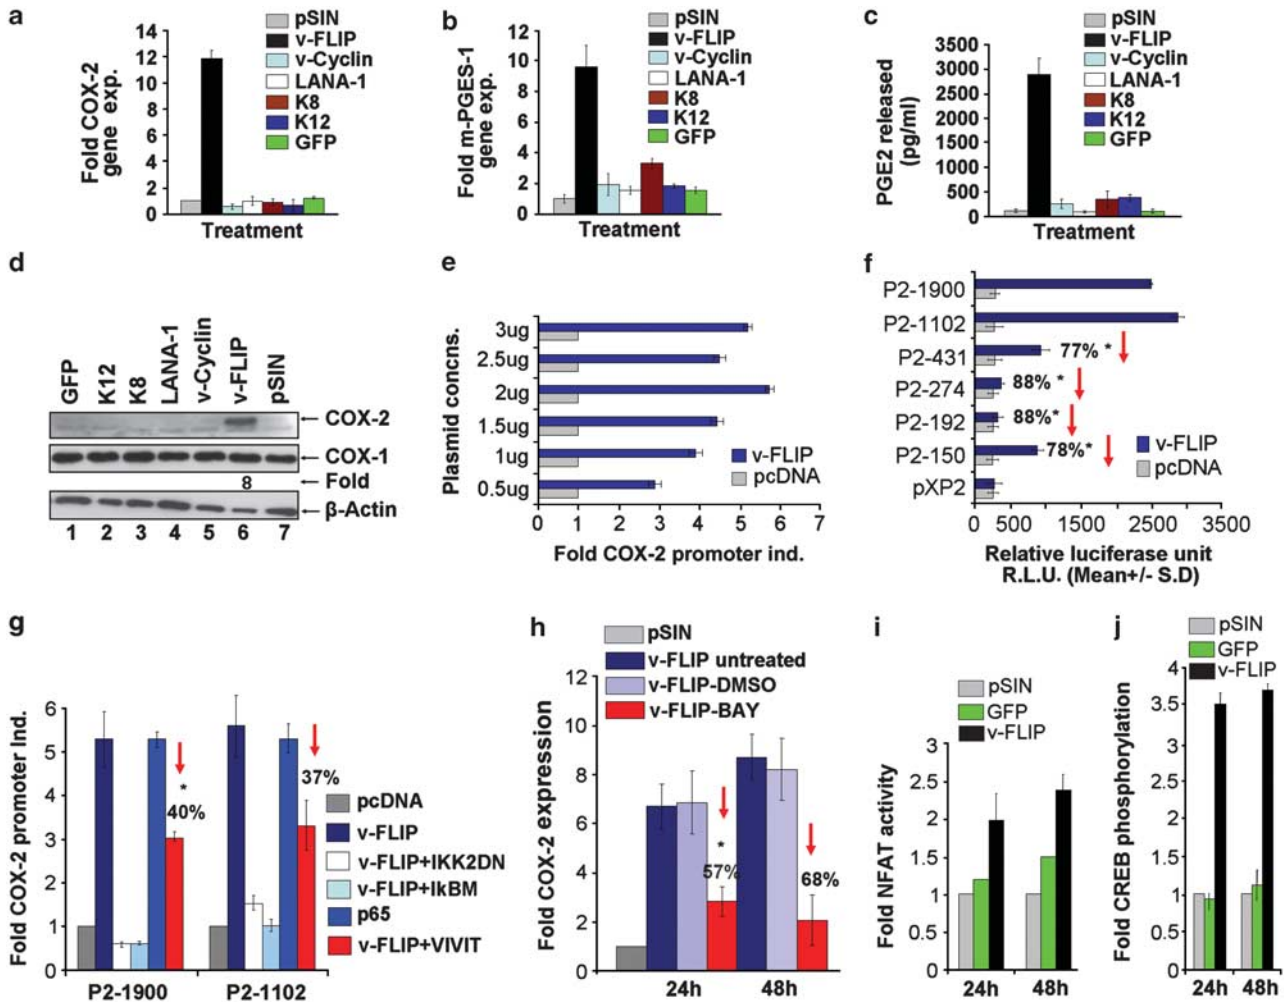 a
Fold COX-2
gene exp.
14
12
10
8
6
4
2
0
pSIN
v-FLIP
v-Cyclin
LANA-1
K8
K12
GFP
Treatment
b
Fold m-PGES-1
gene exp.
12
10
8
6
4
2
0
pSIN
v-FLIP
v-Cyclin
LANA-1
K8
K12
GFP
Treatment
c
PGE2 released
(pg/ml)
3500
3000
2500
2000
1500
1000
500
0
pSIN
v-FLIP
v-Cyclin
LANA-1
K8
K12
GFP
Treatment
d
GFP
K12
K8
LANA-1
v-Cyclin
v-FLIP
pSIN
COX-2
COX-1
8
Fold
β-Actin
1 2 3 4 5 6 7
e
Plasmid concns.
3ug
2.5ug
2ug
1.5ug
1ug
0.5ug
v-FLIP
pcDNA
0 1 2 3 4 5 6 7
Fold COX-2 promoter ind.
f
P2-1900
P2-1102
P2-431
77% *
P2-274
88% *
P2-192
88%*
P2-150
78%*
pXP2
v-FLIP
pcDNA
0 500 1500 2500 3500
Relative luciferase unit
R.L.U. (Mean+/- S.D)
g
Fold COX-2 promoter Ind.
6
5
4
3
2
1
0
*
40%
37%
pcDNA
v-FLIP
v-FLIP+IKK2DN
v-FLIP+IkBM
p65
v-FLIP+VIVIT
P2-1900 P2-1102
h
pSIN
v-FLIP untreated
v-FLIP-DMSO
v-FLIP-BAY
Fold COX-2 expression
12
10
8
6
4
2
0
*
57%
68%
24h 48h
i
pSIN
GFP
v-FLIP
Fold NFAT activity
3
2.5
2
1.5
1
0.5
0
24h 48h
j
pSIN
GFP
v-FLIP
Fold CREB phosphorylation
4
3.5
3
2.5
2
1.5
1
0.5
0
24h 48h